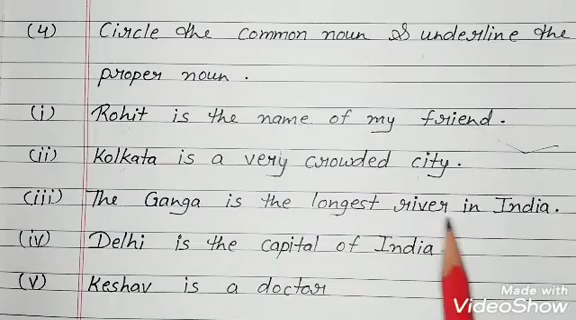 (4) Circle the common noun & underline the
proper noun.
(i) Rohit is the name of my friend.
(ii) Kolkata is a very crowded city.
(iii) The Ganga is the longest river in India.
(iv) Delhi is the capital of India
(v) Keshav is a doctor
Made with
VideoShow